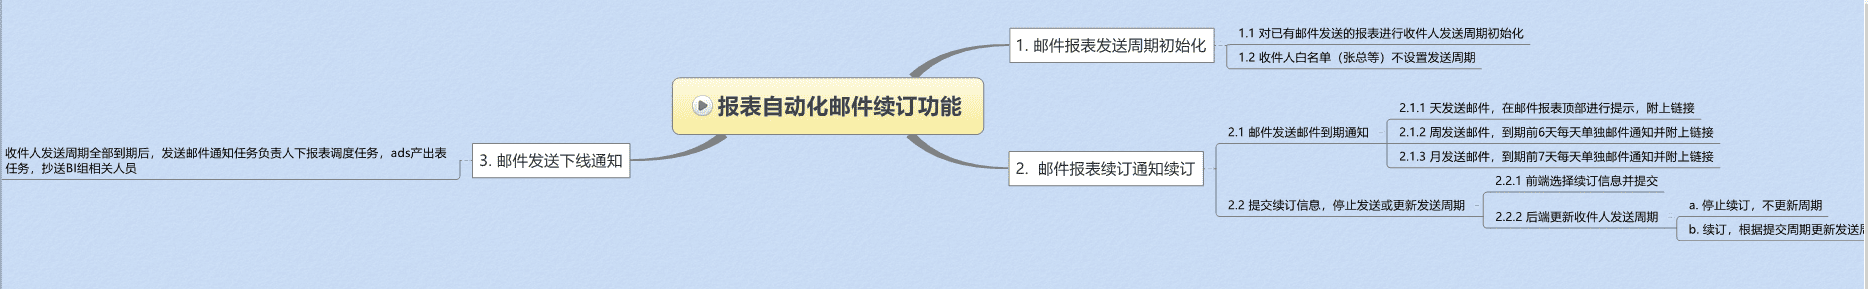 报表自动化邮件续订功能
1. 邮件报表发送周期初始化
1.1 对已有邮件发送的报表进行收件人发送周期初始化
1.2 收件人白名单（张总等）不设置发送周期
2. 邮件报表续订通知续订
2.1 邮件发送邮件到期通知
2.1.1 天发送邮件，在邮件报表顶部进行提示，附上链接
2.1.2 周发送邮件，到期前6天每天单独邮件通知并附上链接
2.1.3 月发送邮件，到期前7天每天单独邮件通知并附上链接
2.2 提交续订信息，停止发送或更新发送周期
2.2.1 前端选择续订信息并提交
2.2.2 后端更新收件人发送周期
a. 停止续订，不更新周期
b. 续订，根据提交周期更新发送
3. 邮件发送下线通知
收件人发送周期全部到期后，发送邮件通知任务负责人下报表调度任务，ads产出表
任务，抄送BI组相关人员